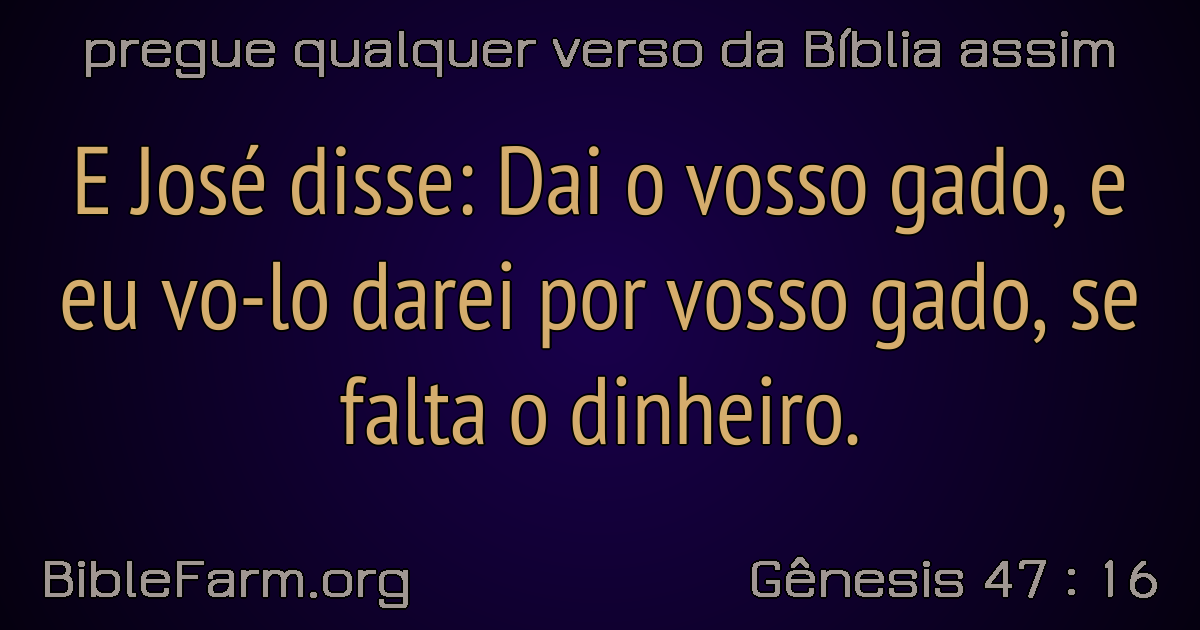 pregue qualquer verso da Bíblia assim
E José disse: Dai o vosso gado, e
eu vo-lo darei por vosso gado, se
falta o dinheiro.
BibleFarm.org
Gênesis 47 : 16